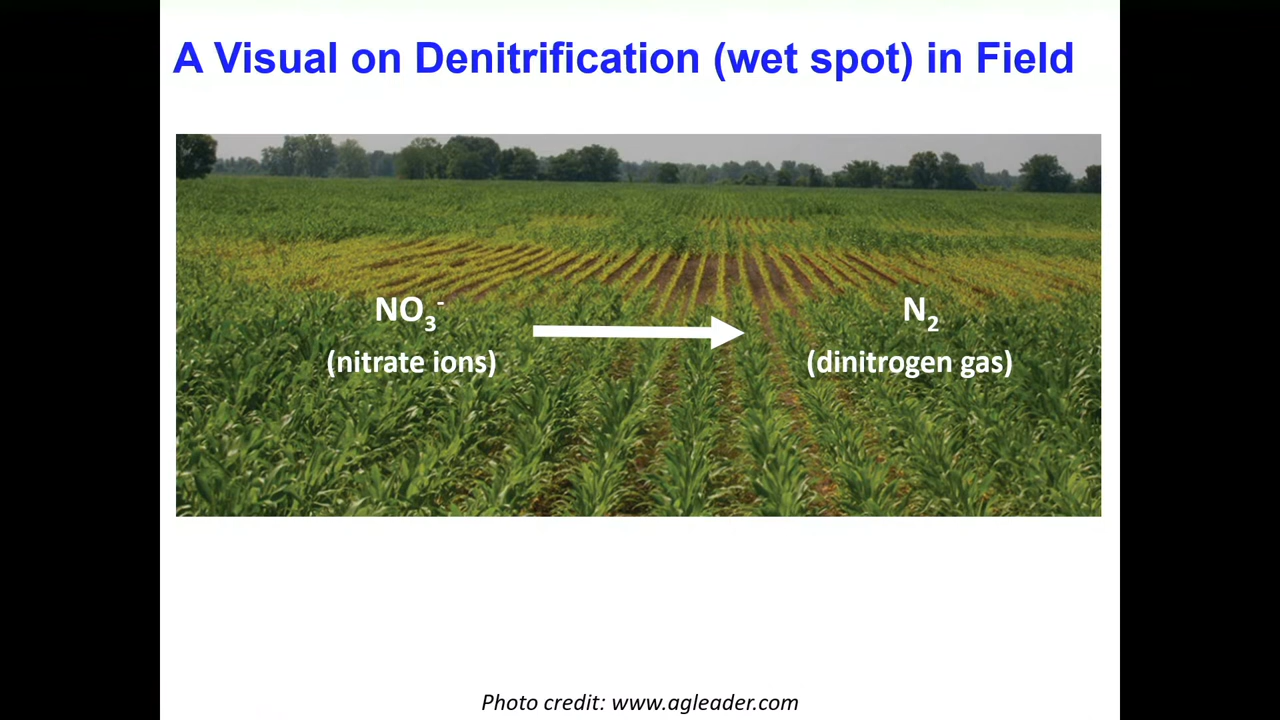 A Visual on Denitrification (wet spot) in Field
NO₃⁻
N₂
(nitrate ions)
(dinitrogen gas)
Photo credit: www.agleader.com